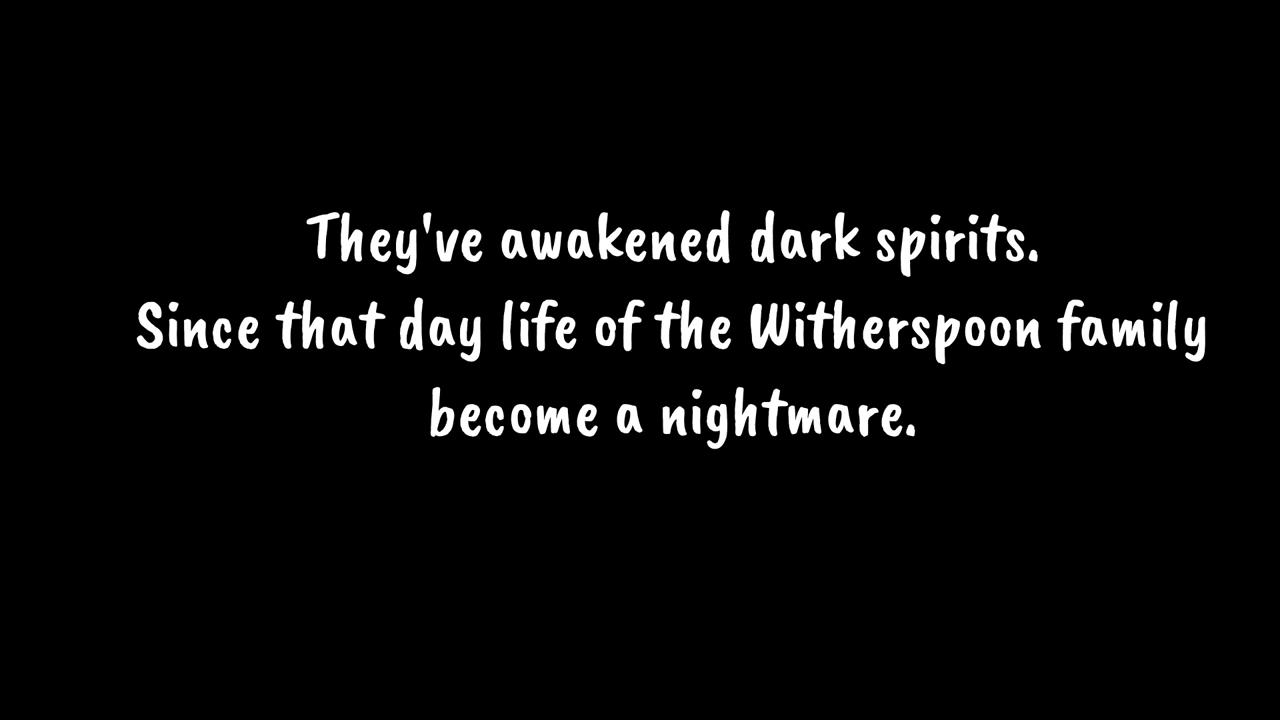 They've awakened dark spirits.
Since that day life of the Witherspoon family
become a nightmare.